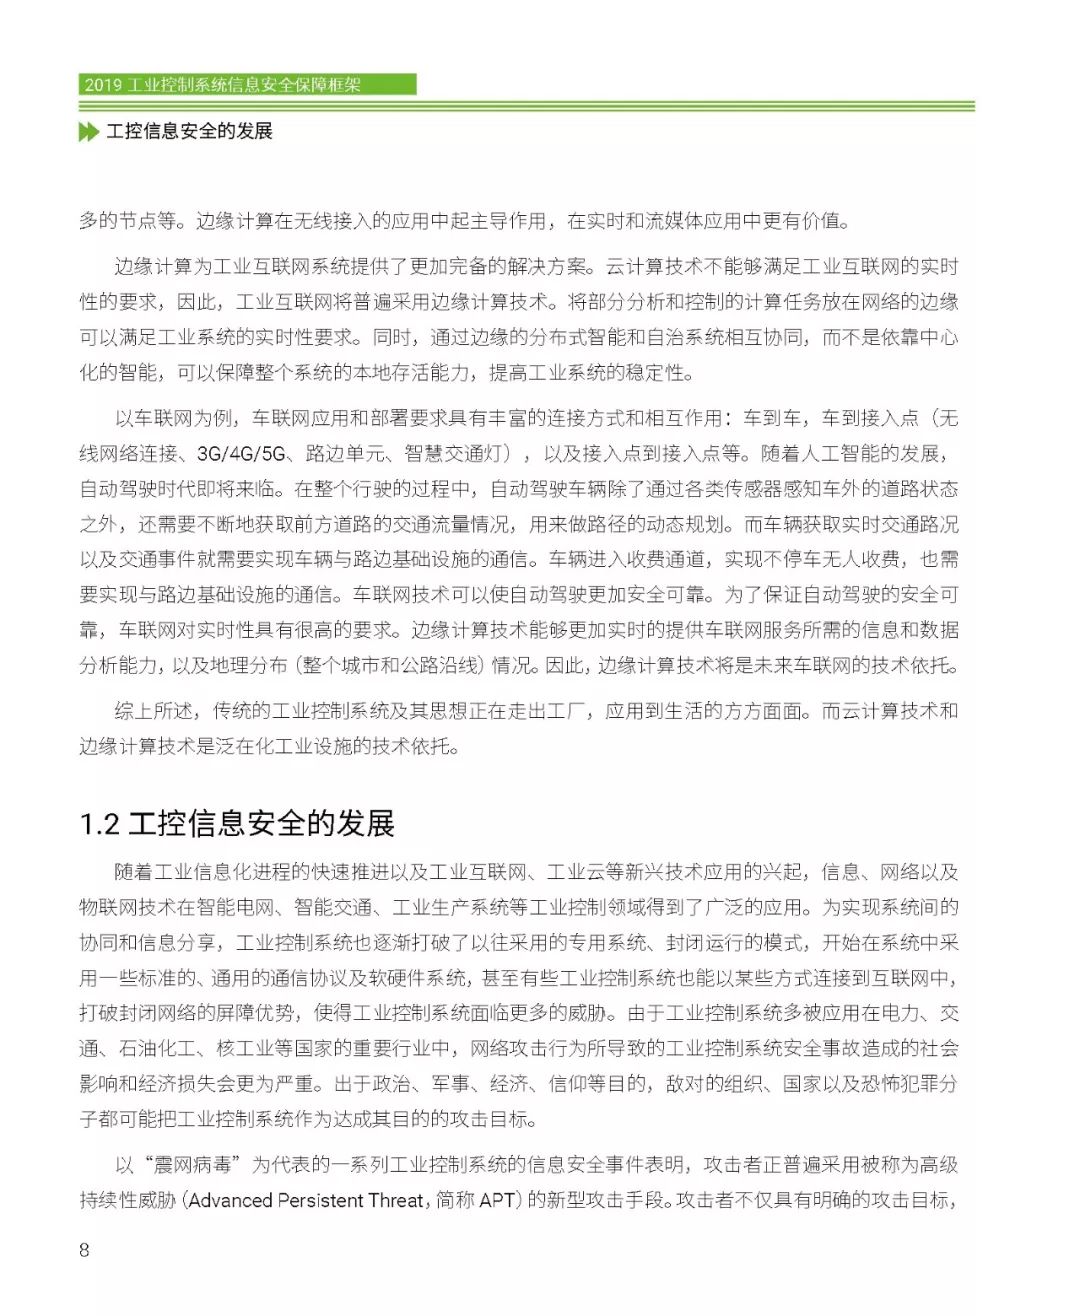 2019 工业控制系统信息安全保障框架
工控信息安全的发展
多的节点等。边缘计算在无线接入的应用中起主导作用，在实时和流媒体应用中更有价值。
边缘计算为工业互联网系统提供了更加完备的解决方案。云计算技术不能够满足工业互联网的实时
性的要求，因此，工业互联网将普遍采用边缘计算技术。将部分分析和控制的计算任务放在网络的边缘
可以满足工业系统的实时性要求。同时，通过边缘的分布式智能和自治系统相互协同，而不是依靠中心
化的智能，可以保障整个系统的本地存活能力，提高工业系统的稳定性。
以车联网为例，车联网应用和部署要求具有丰富的连接方式和相互作用：车到车，车到接入点（无
线网络连接、3G/4G/5G、路边单元、智慧交通灯），以及接入点到接入点等。随着人工智能的发展，
自动驾驶时代即将来临。在整个行驶的过程中，自动驾驶车辆除了通过各类传感器感知车外的道路状态
之外，还需要不断地获取前方道路的交通流量情况，用来做路径的动态规划。而车辆获取实时交通路况
以及交通事件就需要实现车辆与路边基础设施的通信。车辆进入收费通道，实现不停车无人收费，也需
要实现与路边基础设施的通信。车联网技术可以使自动驾驶更加安全可靠。为了保证自动驾驶的安全可
靠，车联网对实时性具有很高的要求。边缘计算技术能够更加实时的提供车联网服务所需的信息和数据
分析能力，以及地理分布（整个城市和公路沿线）情况。因此，边缘计算技术将是未来车联网的技术依托。
综上所述，传统的工业控制系统及其思想正在走出工厂，应用到生活的方方面面。而云计算技术和
边缘计算技术是泛在化工业设施的技术依托。
1.2 工控信息安全的发展
随着工业信息化进程的快速推进以及工业互联网、工业云等新兴技术应用的兴起，信息、网络以及
物联网技术在智能电网、智能交通、工业生产系统等工业控制领域得到了广泛的应用。为实现系统间的
协同和信息分享，工业控制系统也逐渐打破了以往采用的专用系统、封闭运行的模式，开始在系统中采
用一些标准的、通用的通信协议及软硬件系统，甚至有些工业控制系统也能以某些方式连接到互联网中，
打破封闭网络的屏障优势，使得工业控制系统面临更多的威胁。由于工业控制系统多被应用在电力、交
通、石油化工、核工业等国家的重要行业中，网络攻击行为所导致的工业控制系统安全事故造成的社会
影响和经济损失会更为严重。出于政治、军事、经济、信仰等目的，敌对的组织、国家以及恐怖犯罪分
子都可能把工业控制系统作为达成其目的的攻击目标。
以“震网病毒”为代表的一系列工业控制系统的信息安全事件表明，攻击者正普遍采用被称为高级
持续性威胁（Advanced Persistent Threat，简称 APT）的新型攻击手段。攻击者不仅具有明确的攻击目标，
8